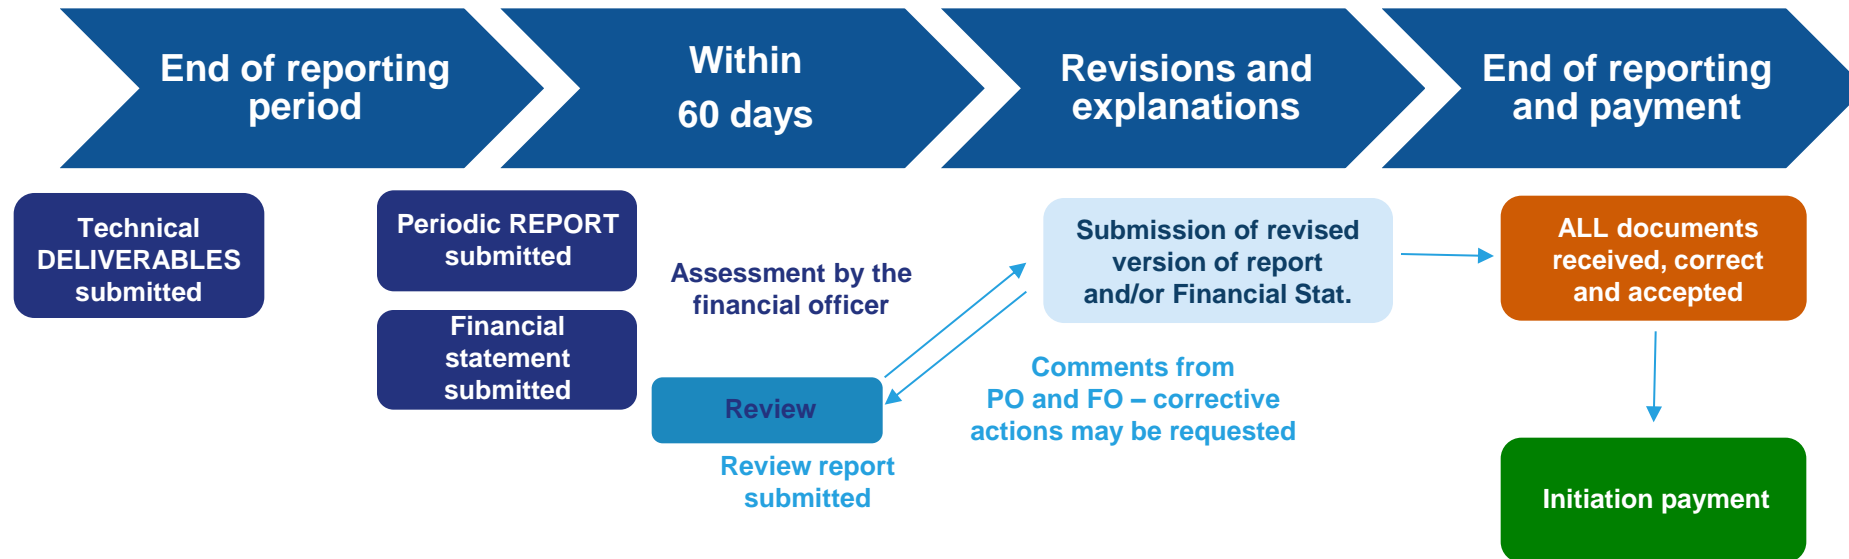 End of reporting
period
Within
60 days
Revisions and
explanations
End of reporting
and payment
Technical
DELIVERABLES
submitted
Periodic REPORT
submitted
Financial
statement
submitted
Assessment by the
financial officer
Review
Review report
submitted
Submission of revised
version of report
and/or Financial Stat.
Comments from
PO and FO – corrective
actions may be requested
ALL documents
received, correct
and accepted
Initiation payment